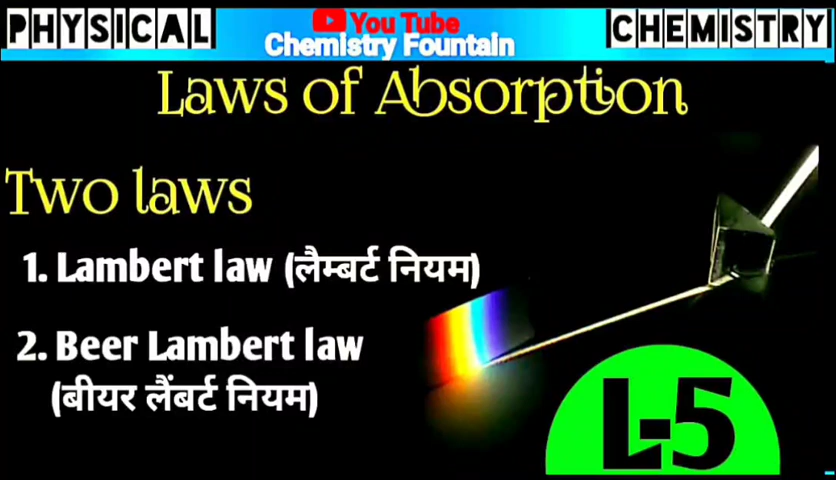 PHYSICAL
You Tube
Chemistry Fountain
CHEMISTRY
Laws of Absorption
Two laws
1. Lambert law (लैम्बर्ट नियम)
2. Beer Lambert law
(बीयर लैंबर्ट नियम)
L-5